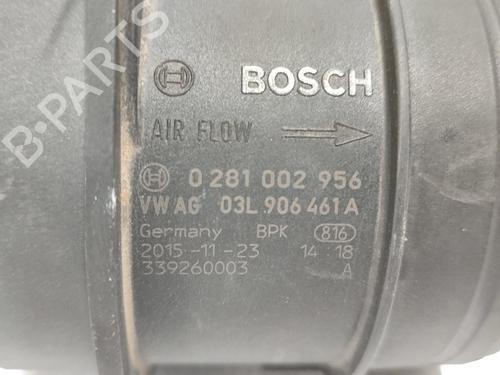 BOSCH
AIR FLOW
0 281 002 956
VW AG 03L 906 461 A
Germany BPK 816
2015-11-23 14 18
339260003 A
B-PARTS